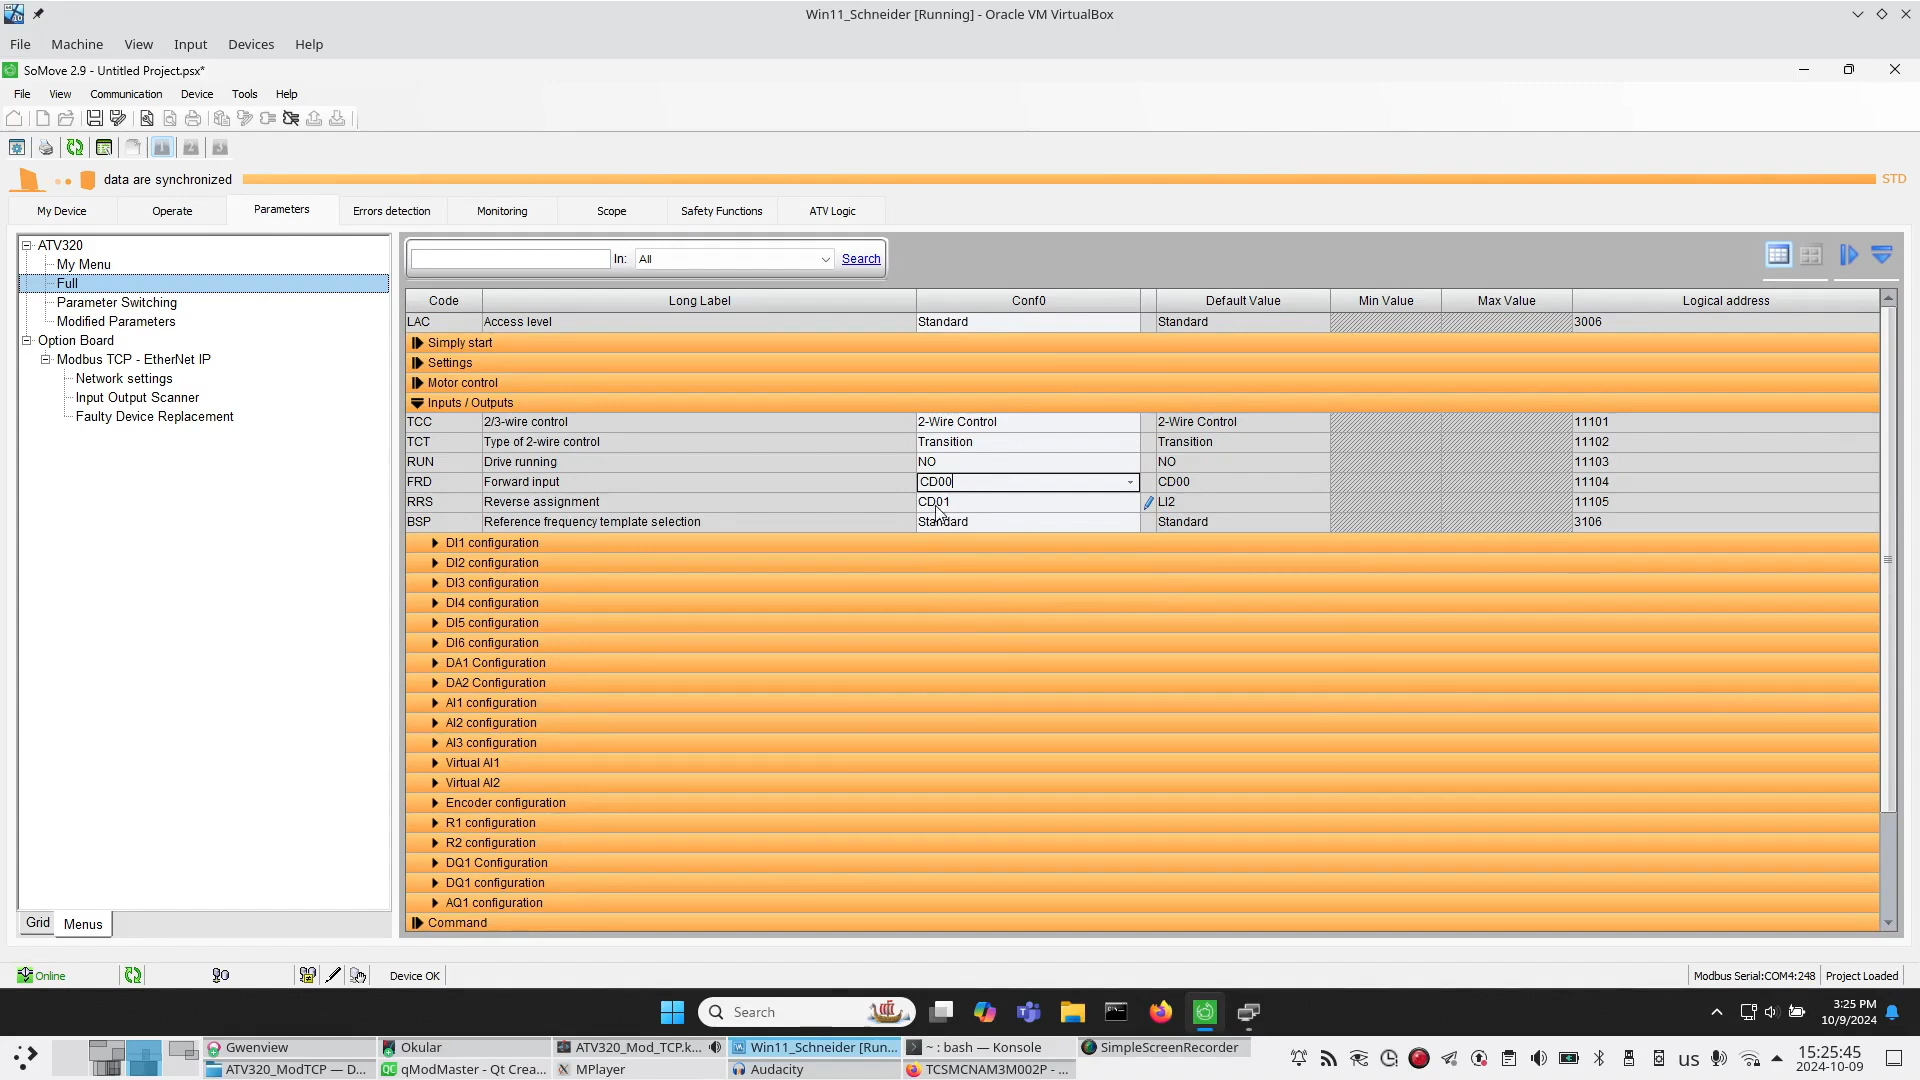 Win11_Schneider [Running] - Oracle VM VirtualBox
File Machine View Input Devices Help
SoMove 2.9 - Untitled Project.psx*
File View Communication Device Tools Help
1 2 3
data are synchronized STD
My Device Operate Parameters Errors detection Monitoring Scope Safety Functions ATV Logic
ATV320
My Menu
Full
Parameter Switching
Modified Parameters
Option Board
Modbus TCP - EtherNet IP
Network settings
Input Output Scanner
Faulty Device Replacement
Grid Menus
In: All Search
Code Long Label Conf0 Default Value Min Value Max Value Logical address
LAC Access level Standard Standard 3006
Simply start
Settings
Motor control
Inputs / Outputs
TCC 2/3-wire control 2-Wire Control 2-Wire Control 11101
TCT Type of 2-wire control Transition Transition 11102
RUN Drive running NO NO 11103
FRD Forward input CD00 CD00 11104
RRS Reverse assignment CD01 LI2 11105
BSP Reference frequency template selection Standard Standard 3106
DI1 configuration
DI2 configuration
DI3 configuration
DI4 configuration
DI5 configuration
DI6 configuration
DA1 Configuration
DA2 Configuration
AI1 configuration
AI2 configuration
AI3 configuration
Virtual AI1
Virtual AI2
Encoder configuration
R1 configuration
R2 configuration
DQ1 Configuration
DQ1 configuration
AQ1 configuration
Command
Online Device OK Modbus Serial:COM4:248 Project Loaded
Search 3:25 PM
10/9/2024
Gwenview Okular ATV320_Mod_TCP.k... Win11_Schneider [Run... ~ : bash — Konsole SimpleScreenRecorder
ATV320_ModTCP — D... qModMaster - Qt Crea... MPlayer Audacity TCSMCNAM3M002P - ...
us 15:25:45
2024-10-09